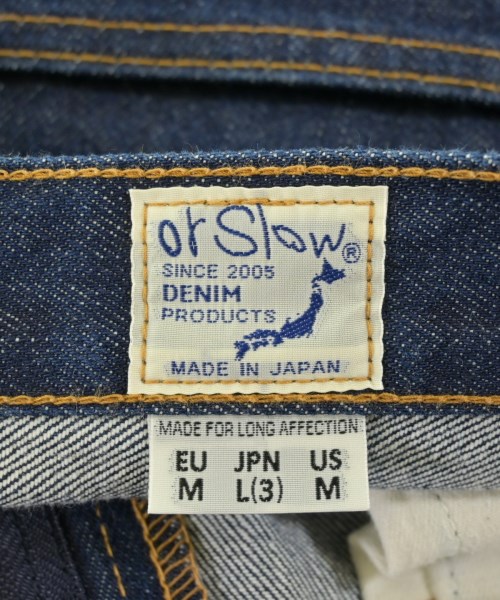 orSlow®
SINCE 2005
DENIM
PRODUCTS
MADE IN JAPAN
MADE FOR LONG AFFECTION
EU JPN US
M L(3) M